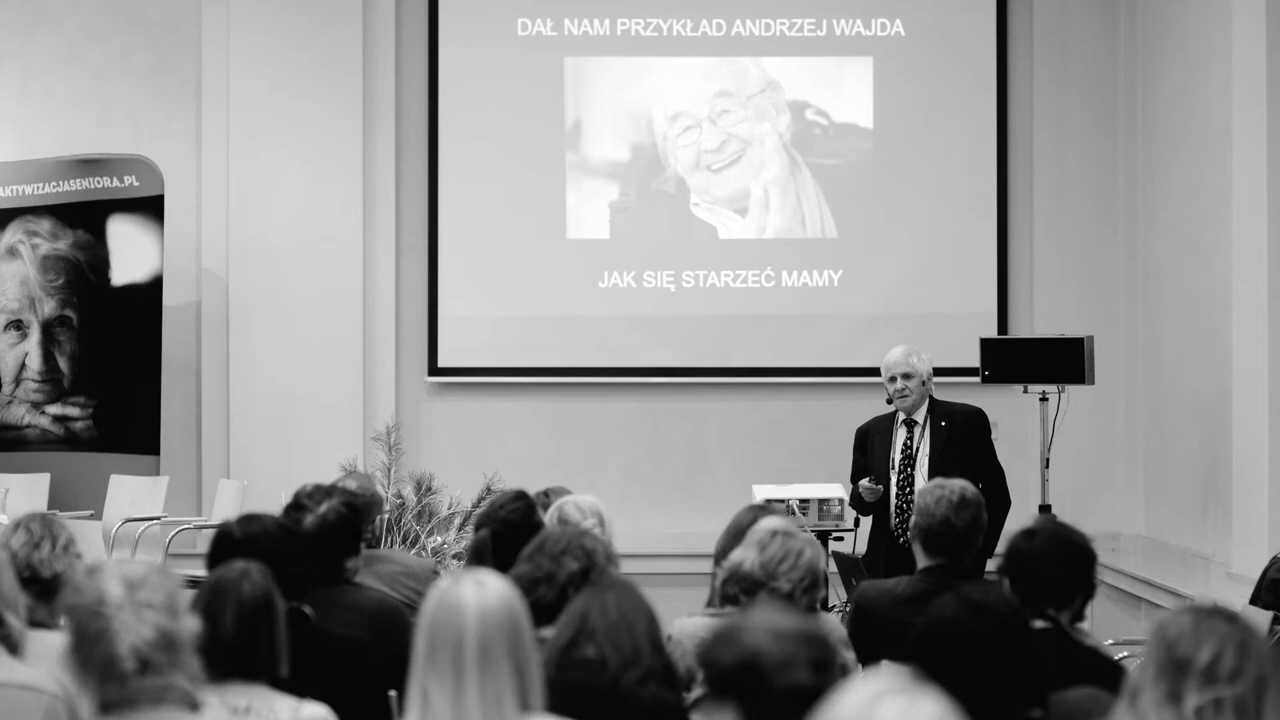 DAŁ NAM PRZYKŁAD ANDRZEJ WAJDA
JAK SIĘ STARZEĆ MAMY
AKTYWIZACJASENIORA.PL